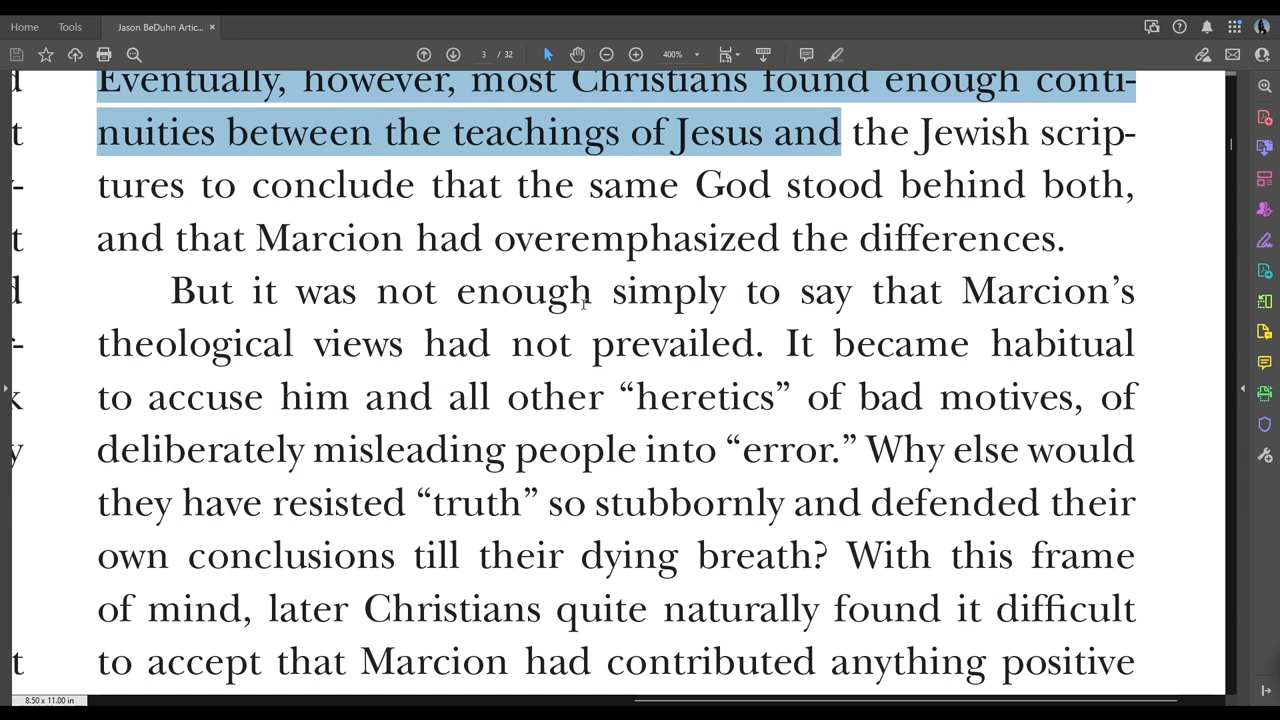 Home Tools Jason BeDuhn Artic... ×
3 / 32 400%
Eventually, however, most Christians found enough conti-
nuities between the teachings of Jesus and the Jewish scrip-
tures to conclude that the same God stood behind both,
and that Marcion had overemphasized the differences.
But it was not enough simply to say that Marcion’s
theological views had not prevailed. It became habitual
to accuse him and all other “heretics” of bad motives, of
deliberately misleading people into “error.” Why else would
they have resisted “truth” so stubbornly and defended their
own conclusions till their dying breath? With this frame
of mind, later Christians quite naturally found it difficult
to accept that Marcion had contributed anything positive
8.50 x 11.00 in